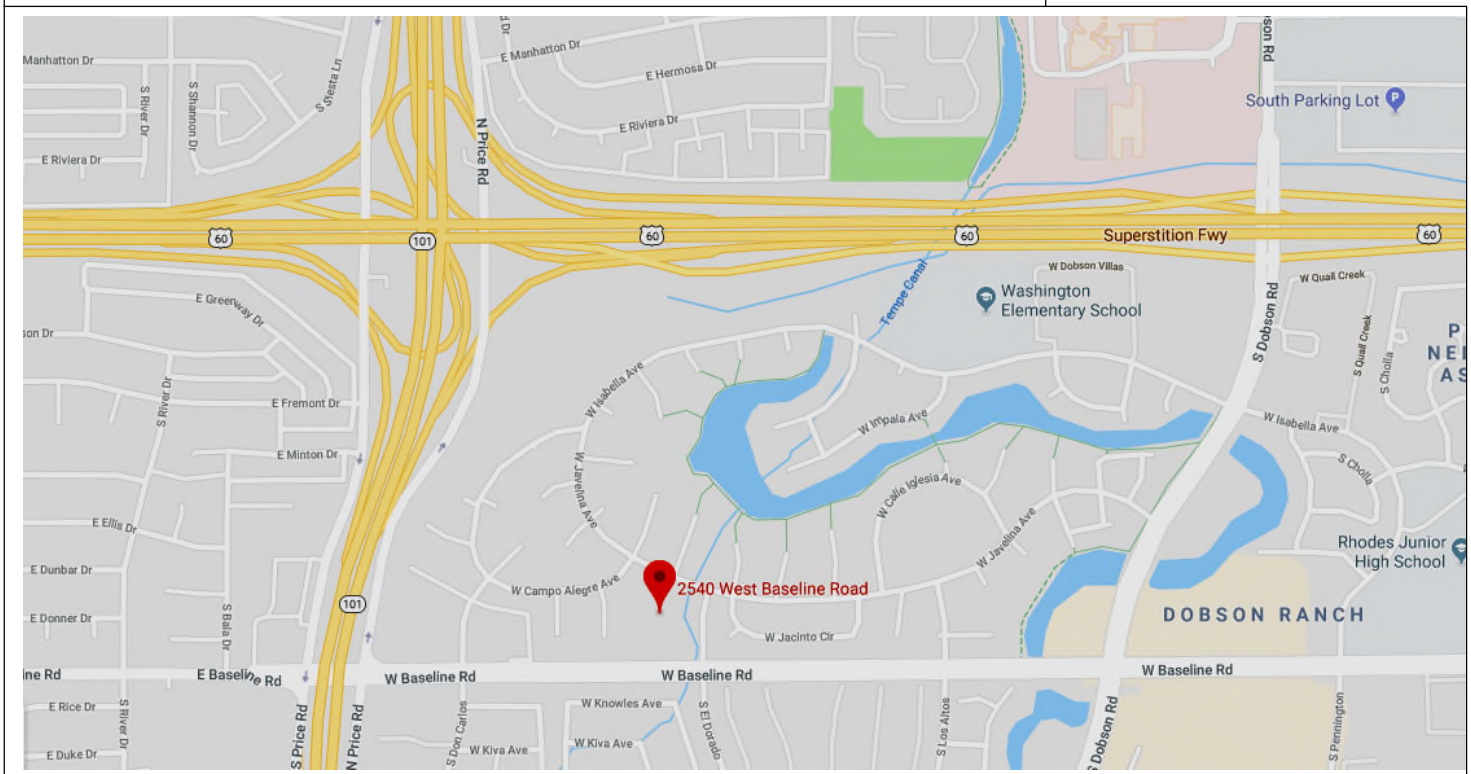 Manhatton Dr
S River Dr
S Shannon Dr
S Siesta Ln
E Riviera Dr
N Price Rd
E Manhatton Dr
E Hermosa Dr
E Riviera Dr
South Parking Lot
P
60
101
60
60
Superstition Fwy
60
Tempe Canal
W Dobson Villas
Washington
Elementary School
W Quail Creek
S Dobson Rd
S Quail Creek
S Cholla
E Greenway Dr
S River Dr
E Fremont Dr
E Minton Dr
W Isabella Ave
W Impala Ave
W Isabella Ave
S Cholla
W Javelina Ave
W Calle Iglesia Ave
W Javelina Ave
E Ellis Dr
Rhodes Junior
High School
E Dunbar Dr
W Campo Alegre Ave
2540 West Baseline Road
101
E Donner Dr
S Bala Dr
DOBSON RANCH
W Jacinto Cir
E Baseline Rd
W Baseline Rd
W Baseline Rd
W Baseline Rd
E Rice Dr
S River Dr
S Price Rd
N Price Rd
S Don Carlos
W Knowles Ave
S El Dorado
S Los Altos
S Dobson Rd
S Pennington
E Duke Dr
W Kiva Ave
W Kiva Ave